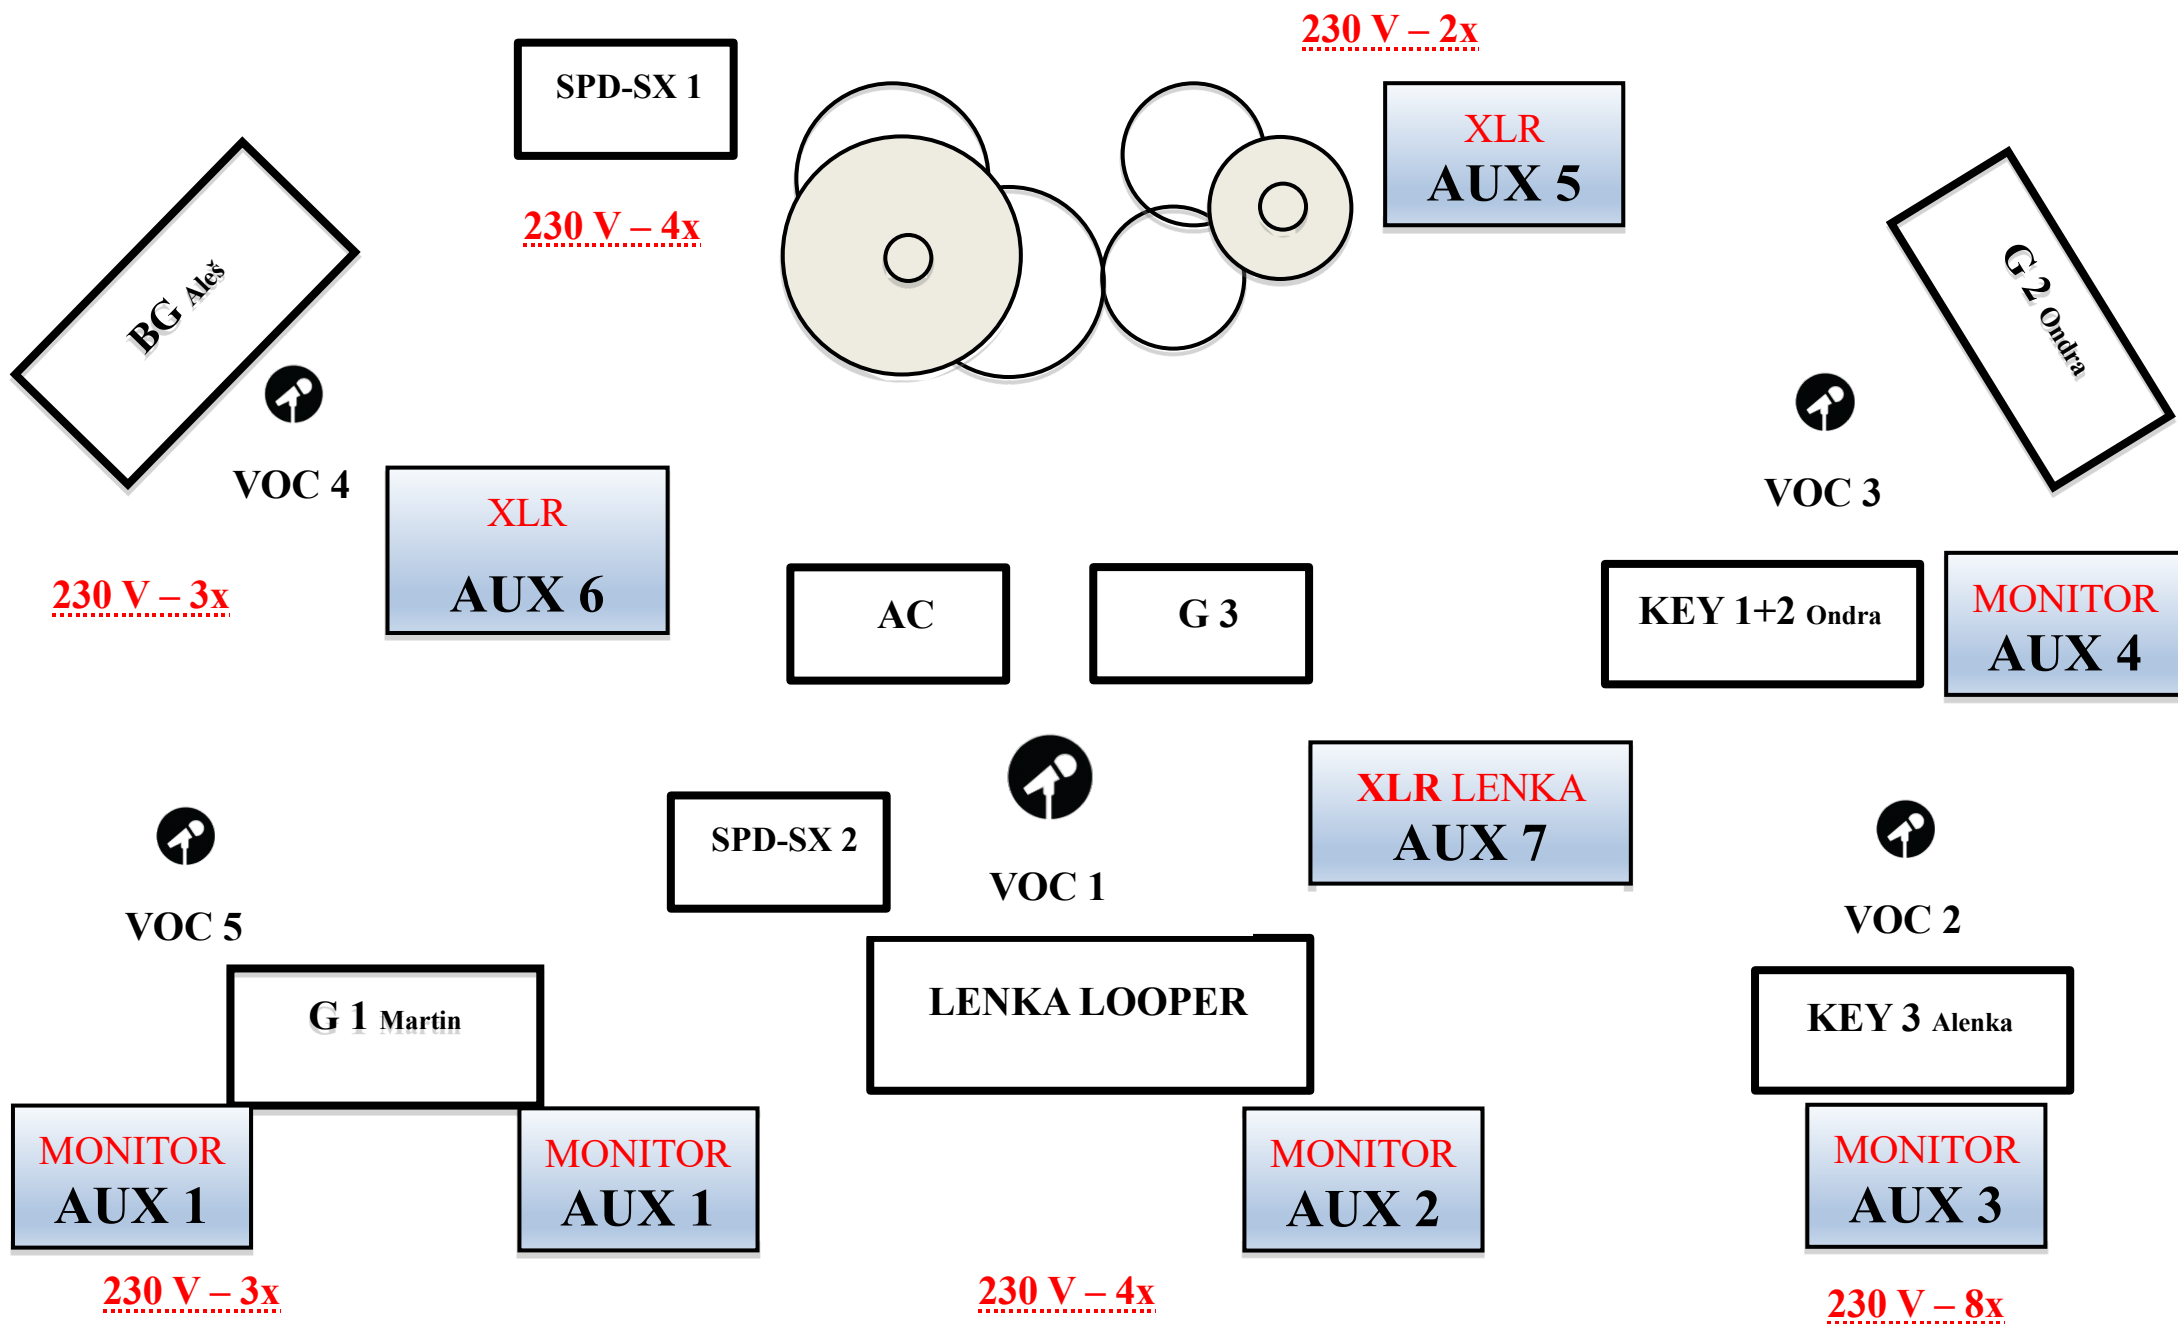 230 V – 2x
SPD-SX 1
XLR
AUX 5
230 V – 4x
BG Aleš
G 2 Ondra
VOC 4
VOC 3
XLR
AUX 6
230 V – 3x
AC
G 3
KEY 1+2 Ondra
MONITOR
AUX 4
XLR LENKA
AUX 7
SPD-SX 2
VOC 1
VOC 5
VOC 2
G 1 Martin
LENKA LOOPER
KEY 3 Alenka
MONITOR
AUX 1
MONITOR
AUX 1
MONITOR
AUX 2
MONITOR
AUX 3
230 V – 3x
230 V – 4x
230 V – 8x